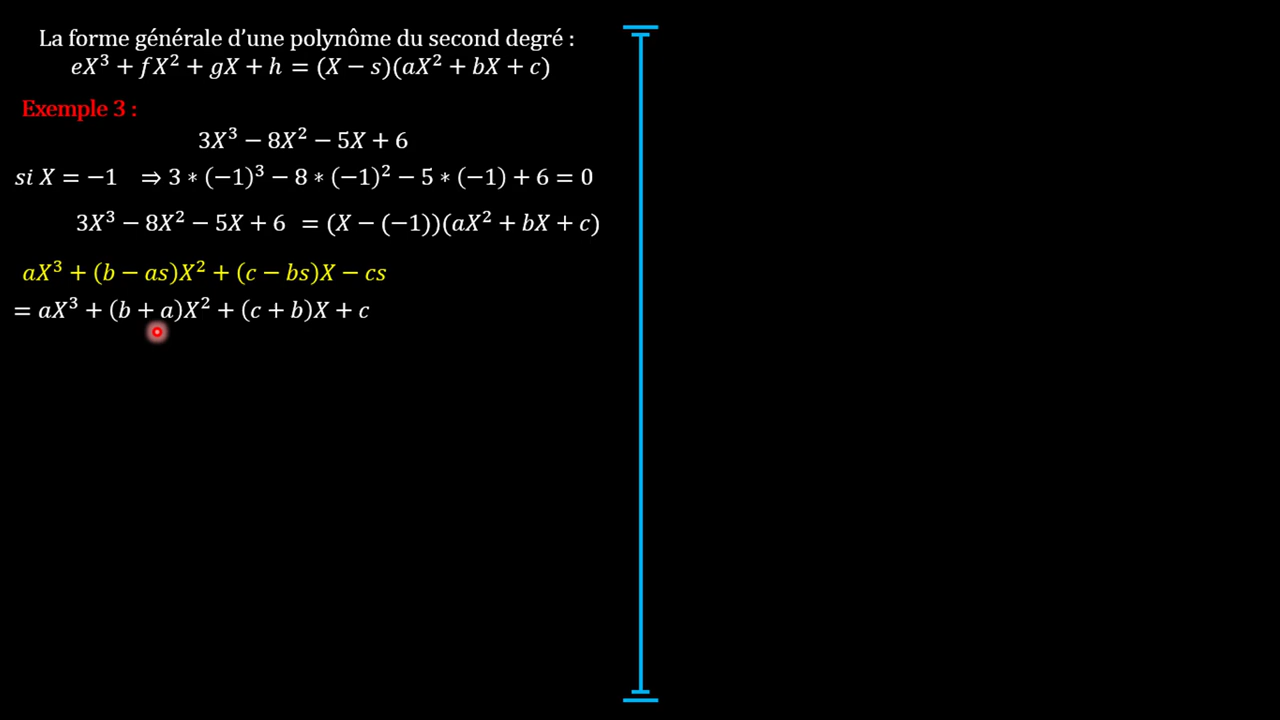 La forme générale d’une polynôme du second degré :
eX³ + fX² + gX + h = (X − s)(aX² + bX + c)
Exemple 3 :
3X³ − 8X² − 5X + 6
si X = −1 ⇒ 3 ∗ (−1)³ − 8 ∗ (−1)² − 5 ∗ (−1) + 6 = 0
3X³ − 8X² − 5X + 6 = (X − (−1))(aX² + bX + c)
aX³ + (b − as)X² + (c − bs)X − cs
= aX³ + (b + a)X² + (c + b)X + c